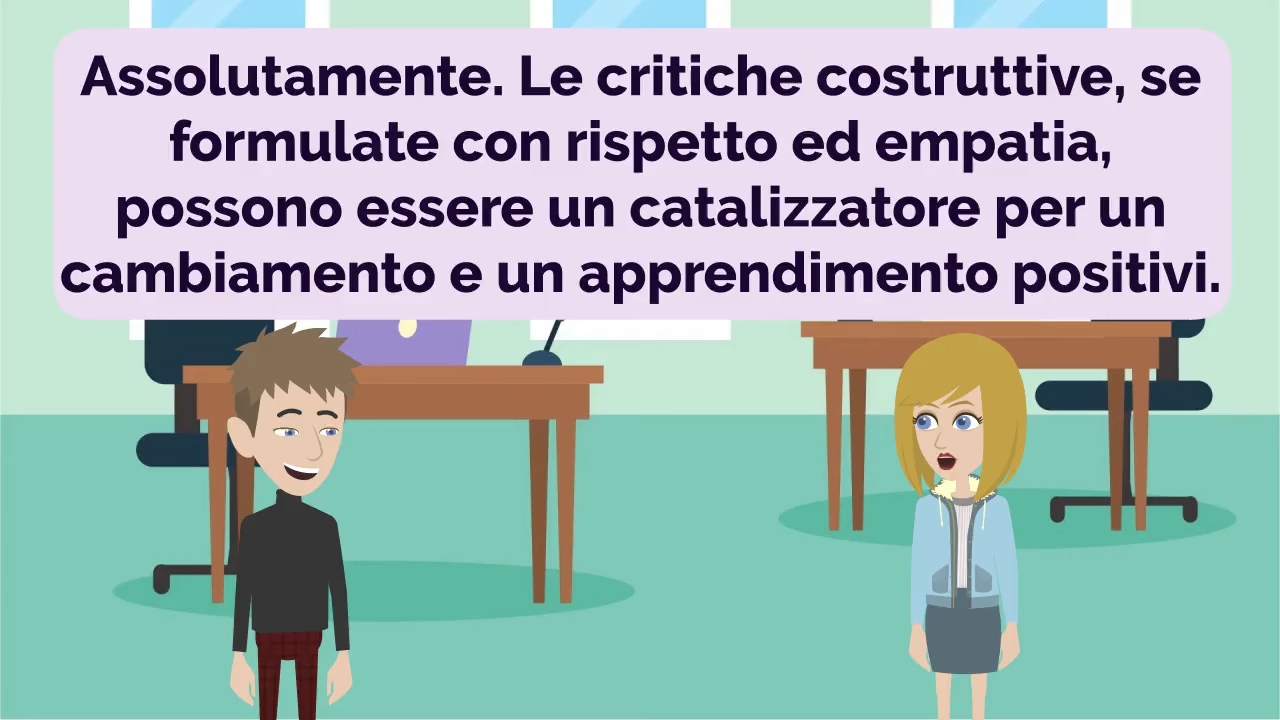 Assolutamente. Le critiche costruttive, se
formulate con rispetto ed empatia,
possono essere un catalizzatore per un
cambiamento e un apprendimento positivi.